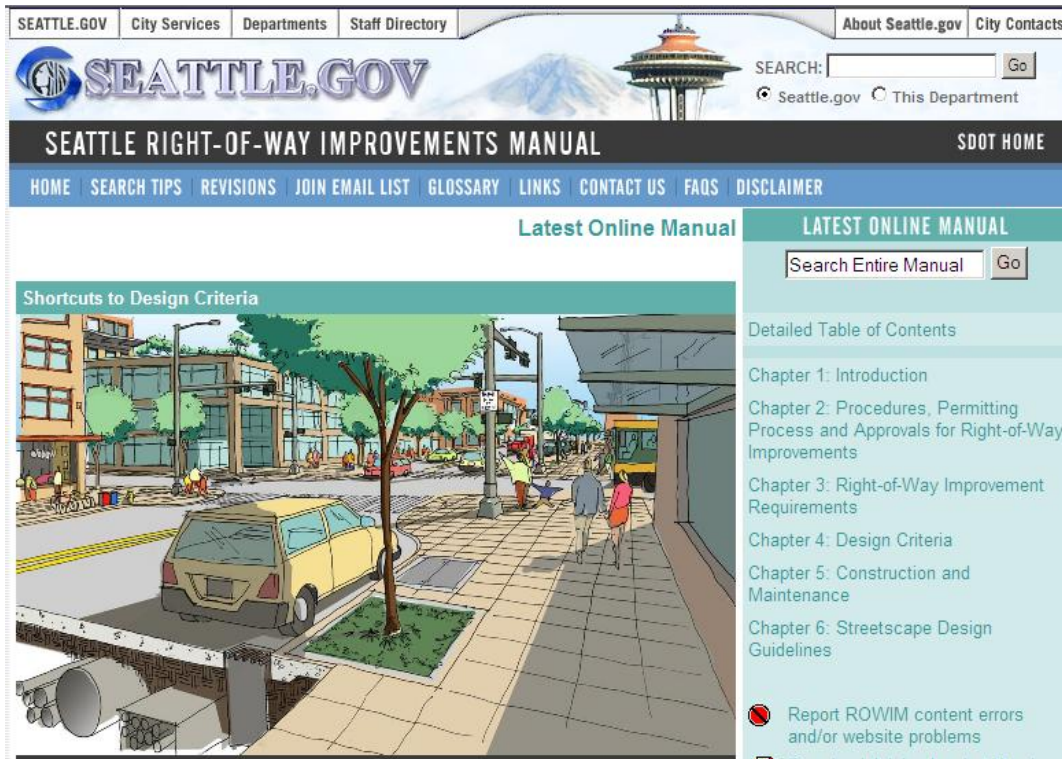 SEATTLE.GOV
City Services
Departments
Staff Directory
About Seattle.gov
City Contacts
SEATTLE.GOV
SEARCH:
Go
Seattle.gov
This Department
SEATTLE RIGHT-OF-WAY IMPROVEMENTS MANUAL
SDOT HOME
HOME
SEARCH TIPS
REVISIONS
JOIN EMAIL LIST
GLOSSARY
LINKS
CONTACT US
FAQS
DISCLAIMER
Latest Online Manual
Shortcuts to Design Criteria
LATEST ONLINE MANUAL
Search Entire Manual
Go
Detailed Table of Contents
Chapter 1: Introduction
Chapter 2: Procedures, Permitting
Process and Approvals for Right-of-Way
Improvements
Chapter 3: Right-of-Way Improvement
Requirements
Chapter 4: Design Criteria
Chapter 5: Construction and
Maintenance
Chapter 6: Streetscape Design
Guidelines
Report ROWIM content errors
and/or website problems